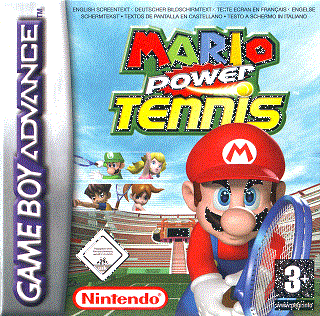 ENGLISH SCREENTEXT · DEUTSCHER BILDSCHIRMTEXT · TEXTE ECRAN EN FRANÇAIS · ENGELSE
SCHERMTEKST · TEXTOS DE PANTALLA EN CASTELLANO · TESTO A SCHERMO IN ITALIANO
GAME BOY ADVANCE
TM
MARIO
POWER
TENNIS
M
Nintendo
3+